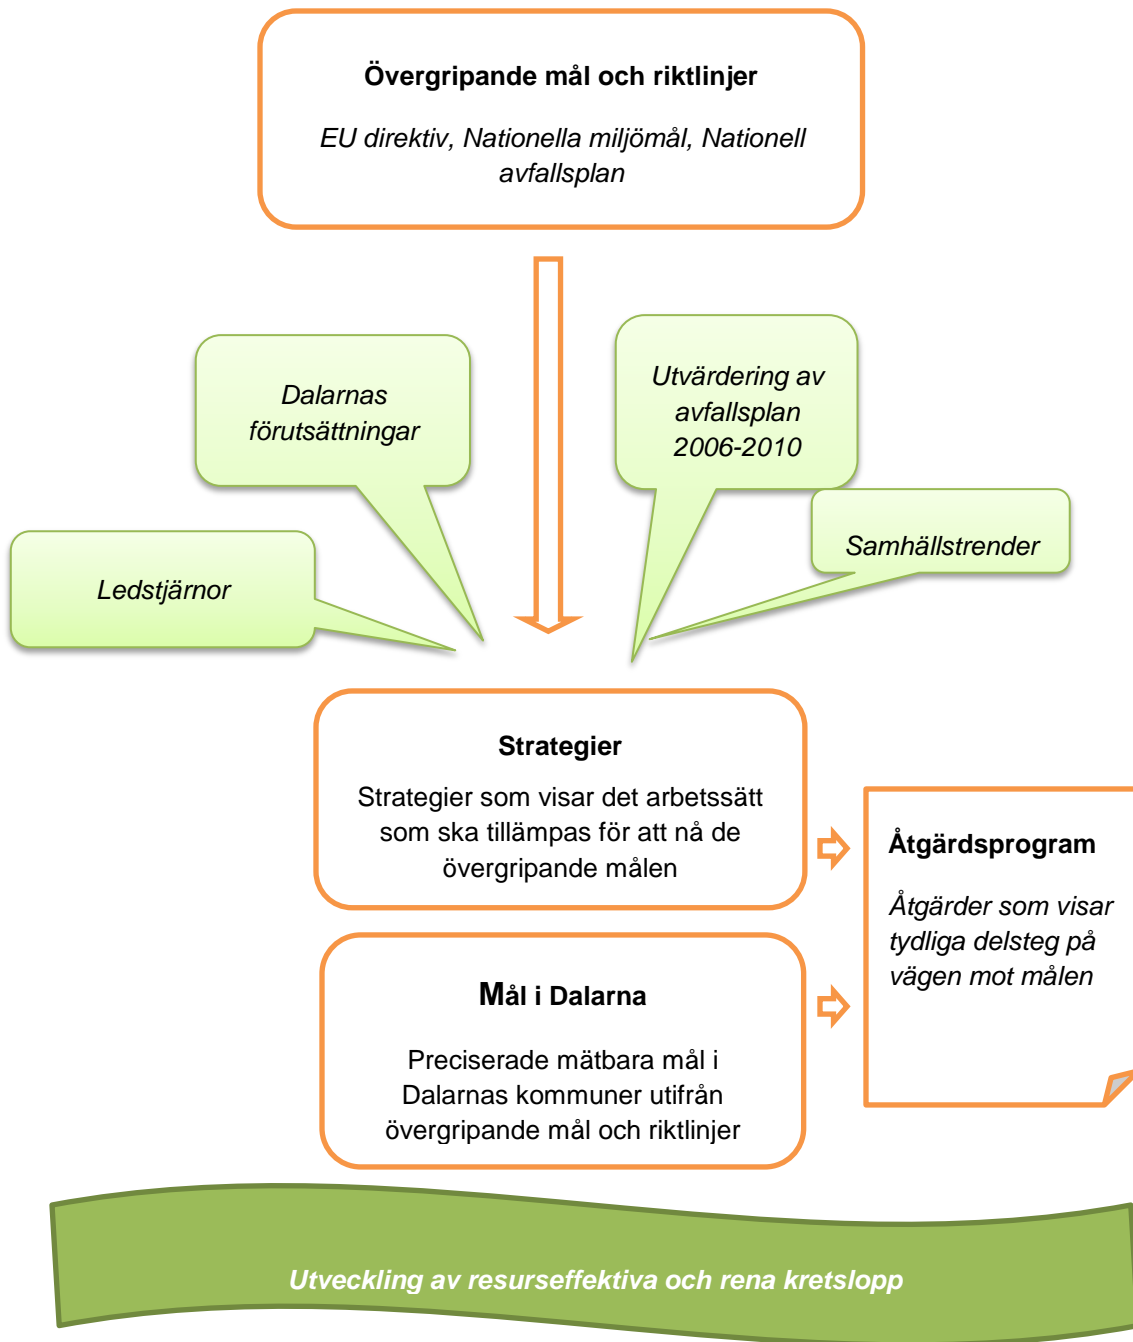 Övergripande mål och riktlinjer
EU direktiv, Nationella miljömål, Nationell
avfallsplan
Dalarnas
förutsättningar
Utvärdering av
avfallsplan
2006-2010
Samhällstrender
Ledstjärnor
Strategier
Strategier som visar det arbetssätt
som ska tillämpas för att nå de
övergripande målen
Åtgärdsprogram
Åtgärder som visar
tydliga delsteg på
vägen mot målen
Mål i Dalarna
Preciserade mätbara mål i
Dalarnas kommuner utifrån
övergripande mål och riktlinjer
Utveckling av resurseffektiva och rena kretslopp